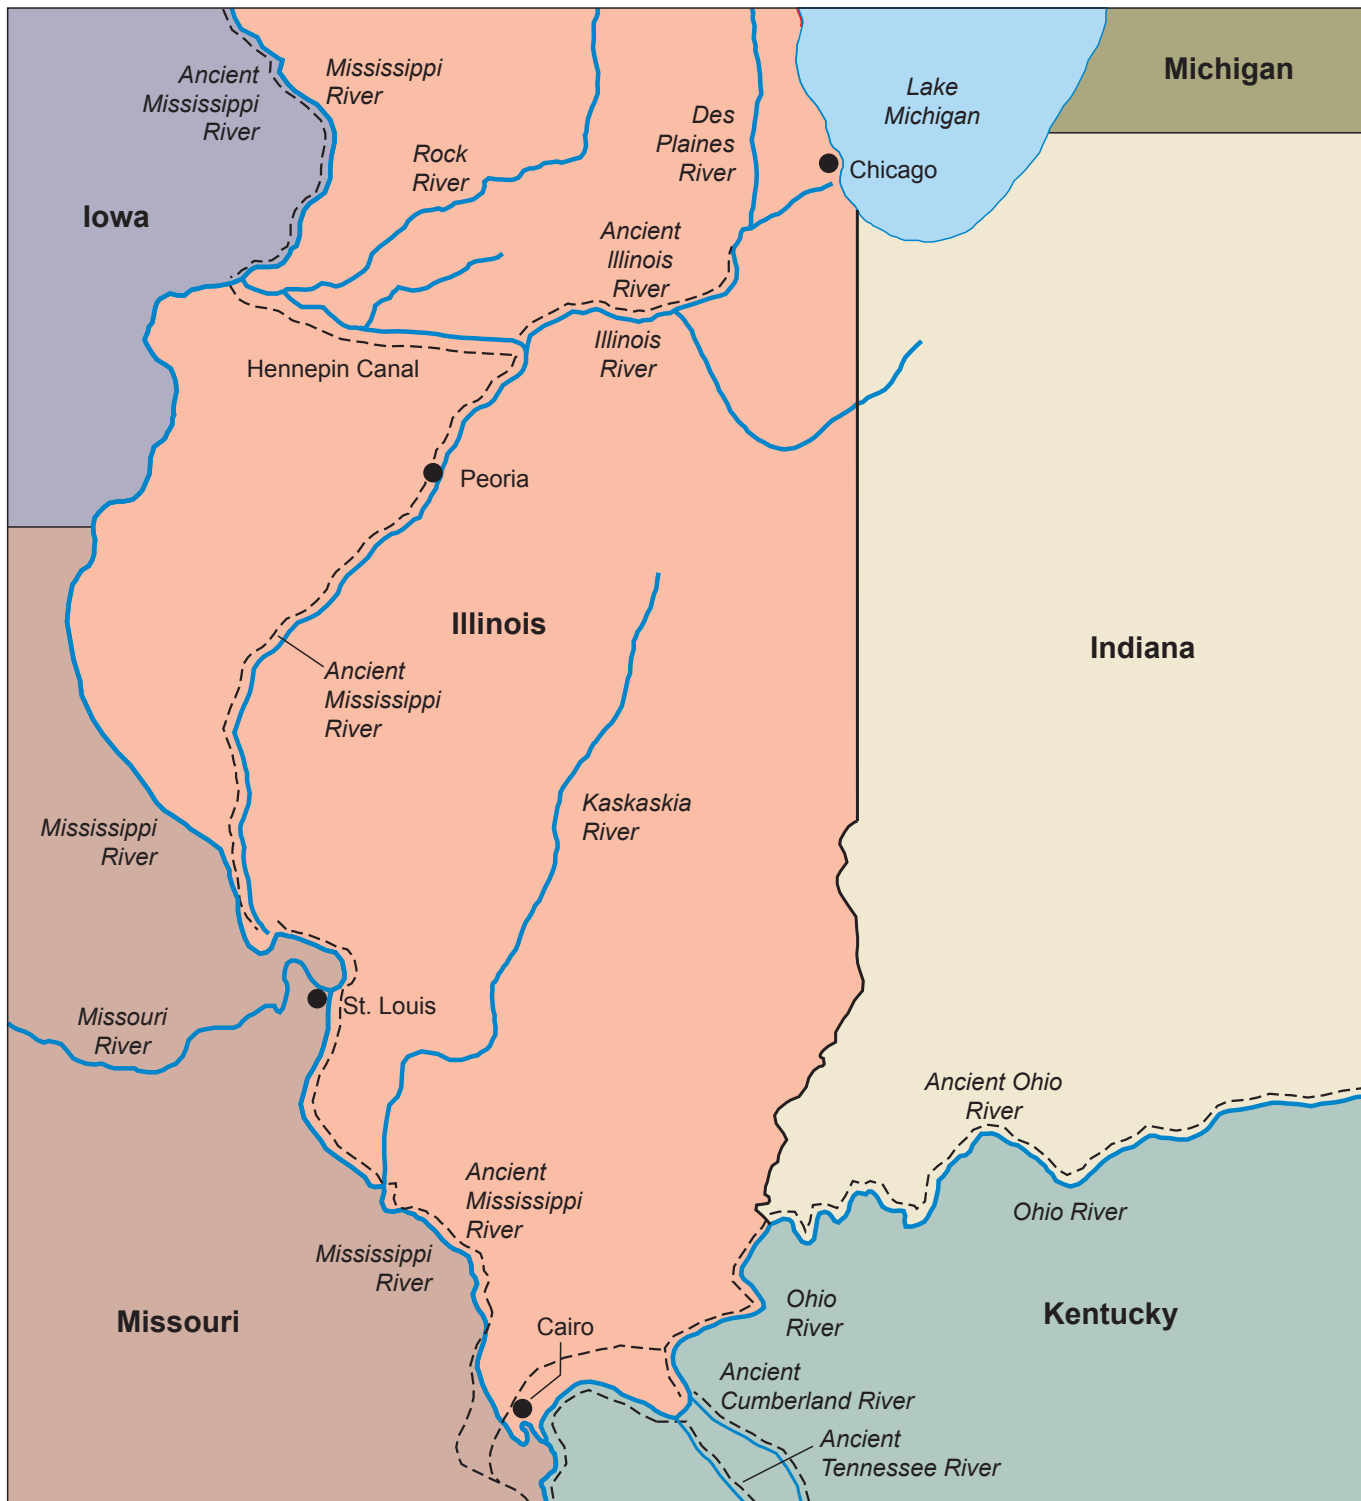 Ancient
Mississippi
River
Mississippi
River
Rock
River
Des
Plaines
River
Lake
Michigan
Michigan
Chicago
Iowa
Ancient
Illinois
River
Illinois
River
Hennepin Canal
Peoria
Illinois
Indiana
Ancient
Mississippi
River
Kaskaskia
River
Mississippi
River
St. Louis
Missouri
River
Ancient Ohio
River
Ohio River
Ancient
Mississippi
River
Mississippi
River
Missouri
Cairo
Ohio
River
Kentucky
Ancient
Cumberland River
Ancient
Tennessee River